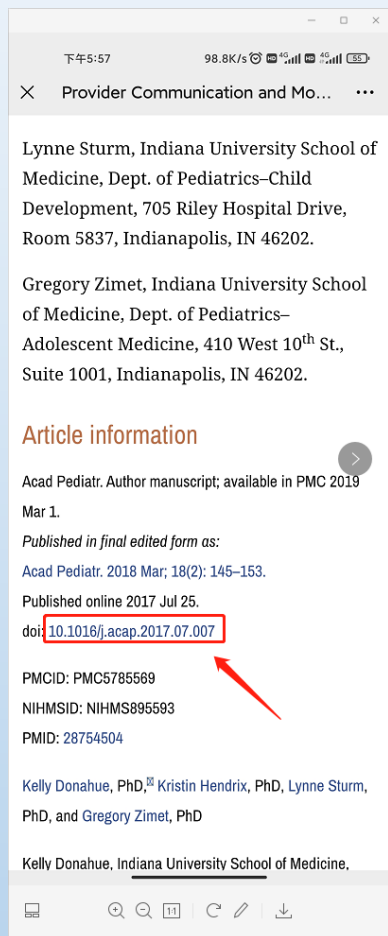 下午5:57
98.8K/s HD 4G HD 4G 55
Provider Communication and Mo...
Lynne Sturm, Indiana University School of
Medicine, Dept. of Pediatrics–Child
Development, 705 Riley Hospital Drive,
Room 5837, Indianapolis, IN 46202.
Gregory Zimet, Indiana University School
of Medicine, Dept. of Pediatrics–
Adolescent Medicine, 410 West 10th St.,
Suite 1001, Indianapolis, IN 46202.
Article information
Acad Pediatr. Author manuscript; available in PMC 2019
Mar 1.
Published in final edited form as:
Acad Pediatr. 2018 Mar; 18(2): 145–153.
Published online 2017 Jul 25.
doi: 10.1016/j.acap.2017.07.007
PMCID: PMC5785569
NIHMSID: NIHMS895593
PMID: 28754504
Kelly Donahue, PhD, Kristin Hendrix, PhD, Lynne Sturm,
PhD, and Gregory Zimet, PhD
Kelly Donahue, Indiana University School of Medicine,
1:1